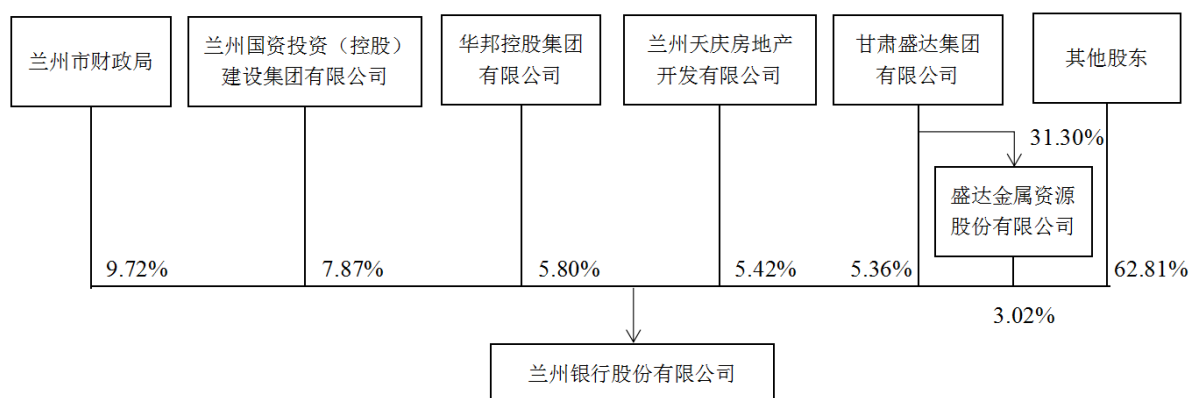 兰州市财政局
兰州国资投资（控股）
建设集团有限公司
华邦控股集团
有限公司
兰州天庆房地产
开发有限公司
甘肃盛达集团
有限公司
其他股东
31.30%
盛达金属资源
股份有限公司
9.72%
7.87%
5.80%
5.42%
5.36%
62.81%
3.02%
兰州银行股份有限公司